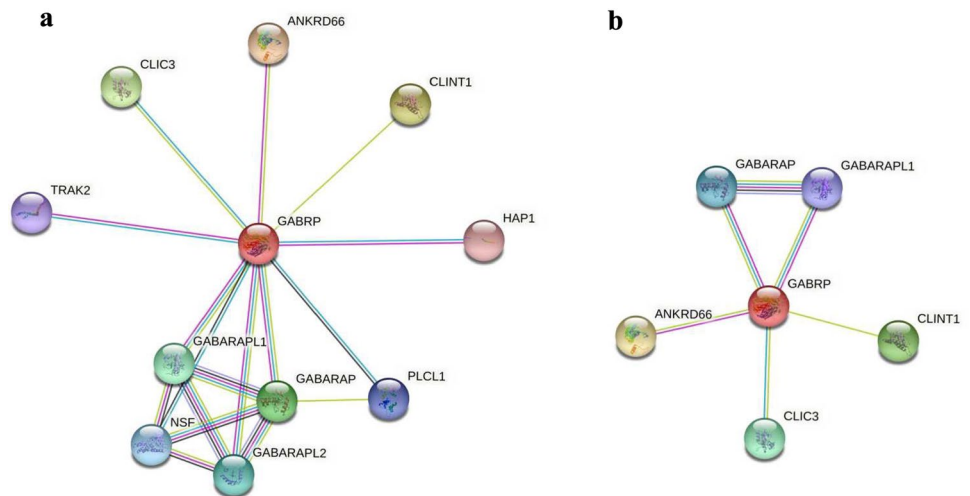 a
ANKRD66
CLIC3
CLINT1
TRAK2
GABRP
HAP1
GABARAPL1
GABARAP
PLCL1
NSF
GABARAPL2
b
GABARAP
GABARAPL1
GABRP
ANKRD66
CLINT1
CLIC3